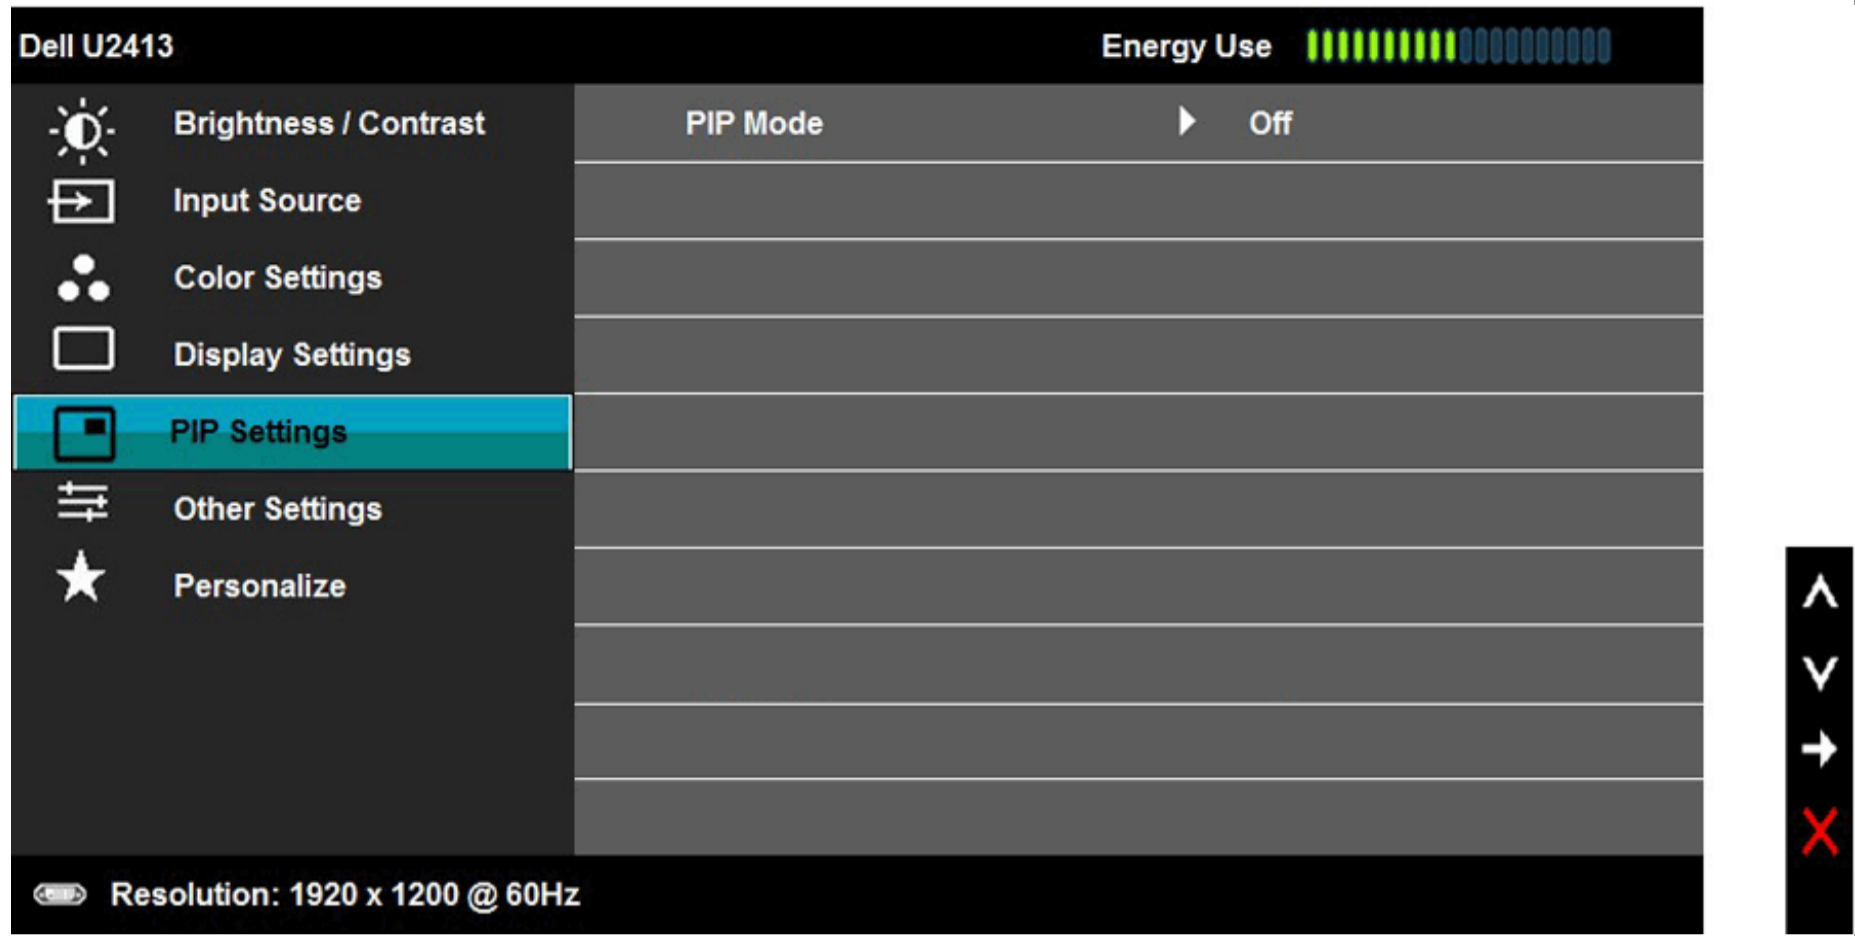 Dell U2413
Energy Use
Brightness / Contrast
PIP Mode
Off
Input Source
Color Settings
Display Settings
PIP Settings
Other Settings
Personalize
Resolution: 1920 x 1200 @ 60Hz